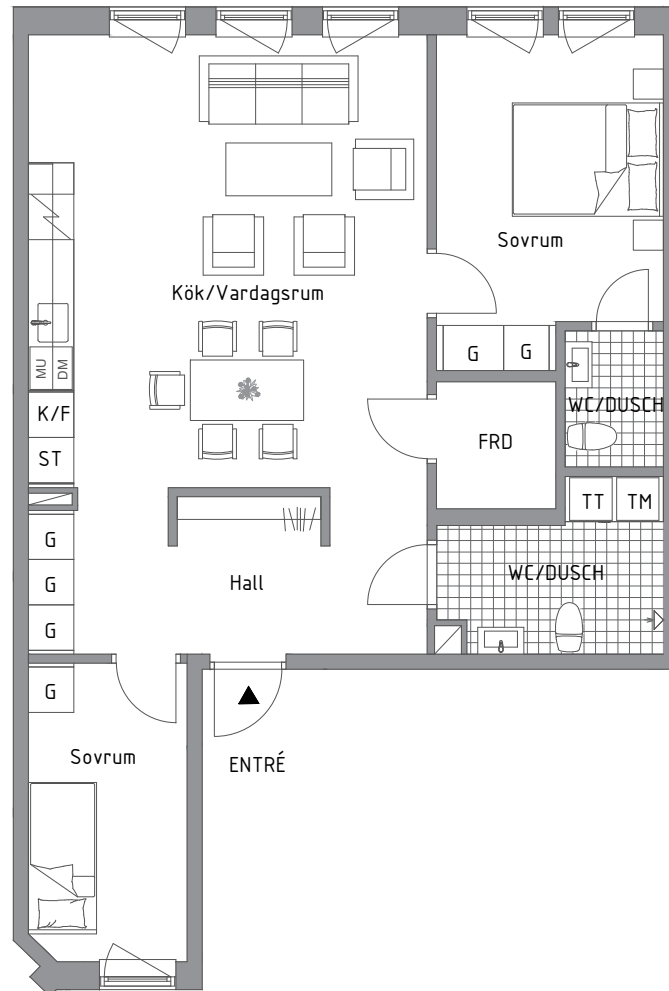 Sovrum
Kök/Vardagsrum
G
G
MU
DM
WC/DUSCH
K/F
FRD
ST
TT
TM
G
WC/DUSCH
G
Hall
G
G
Sovrum
ENTRÉ